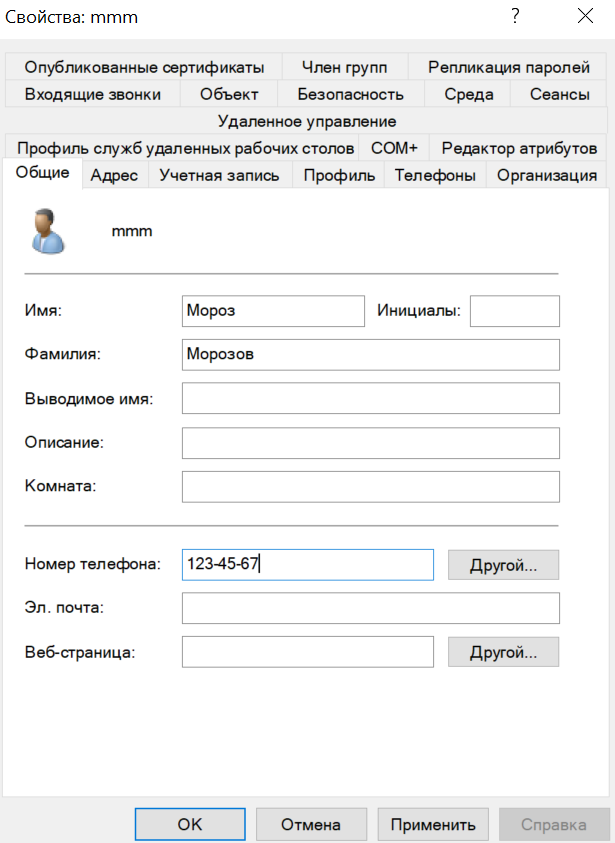 Свойства: mmm ?
Опубликованные сертификаты Член групп Репликация паролей
Входящие звонки Объект Безопасность Среда Сеансы
Удаленное управление
Профиль служб удаленных рабочих столов COM+ Редактор атрибутов
Общие Адрес Учетная запись Профиль Телефоны Организация
mmm
Имя: Мороз Инициалы:
Фамилия: Морозов
Выводимое имя:
Описание:
Комната:
Номер телефона: 123-45-67 Другой...
Эл. почта:
Веб-страница: Другой...
OK Отмена Применить Справка